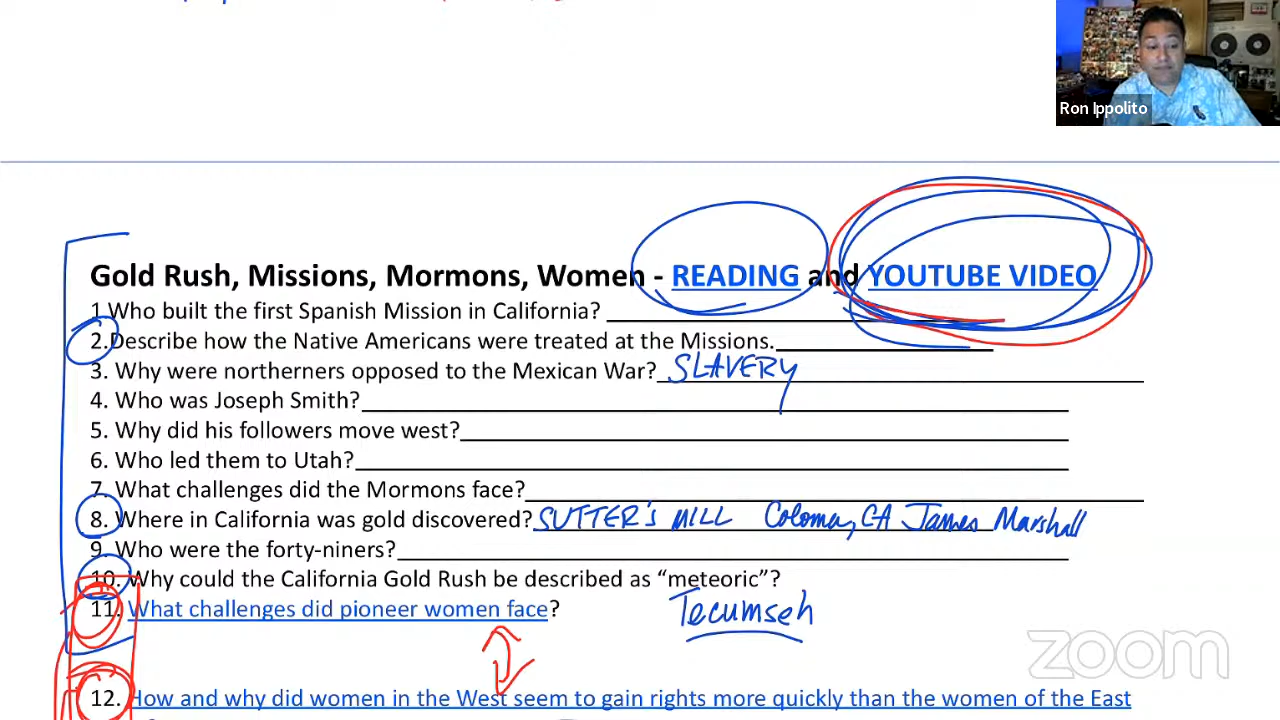 Ron Ippolito
Gold Rush, Missions, Mormons, Women - READING and YOUTUBE VIDEO
1.Who built the first Spanish Mission in California?
2.Describe how the Native Americans were treated at the Missions.
3. Why were northerners opposed to the Mexican War? SLAVERY
4. Who was Joseph Smith?
5. Why did his followers move west?
6. Who led them to Utah?
7. What challenges did the Mormons face?
8. Where in California was gold discovered? SUTTER'S MILL Coloma, CA James Marshall
9. Who were the forty-niners?
10. Why could the California Gold Rush be described as “meteoric”?
11. What challenges did pioneer women face?
Tecumseh
zoom
12. How and why did women in the West seem to gain rights more quickly than the women of the East